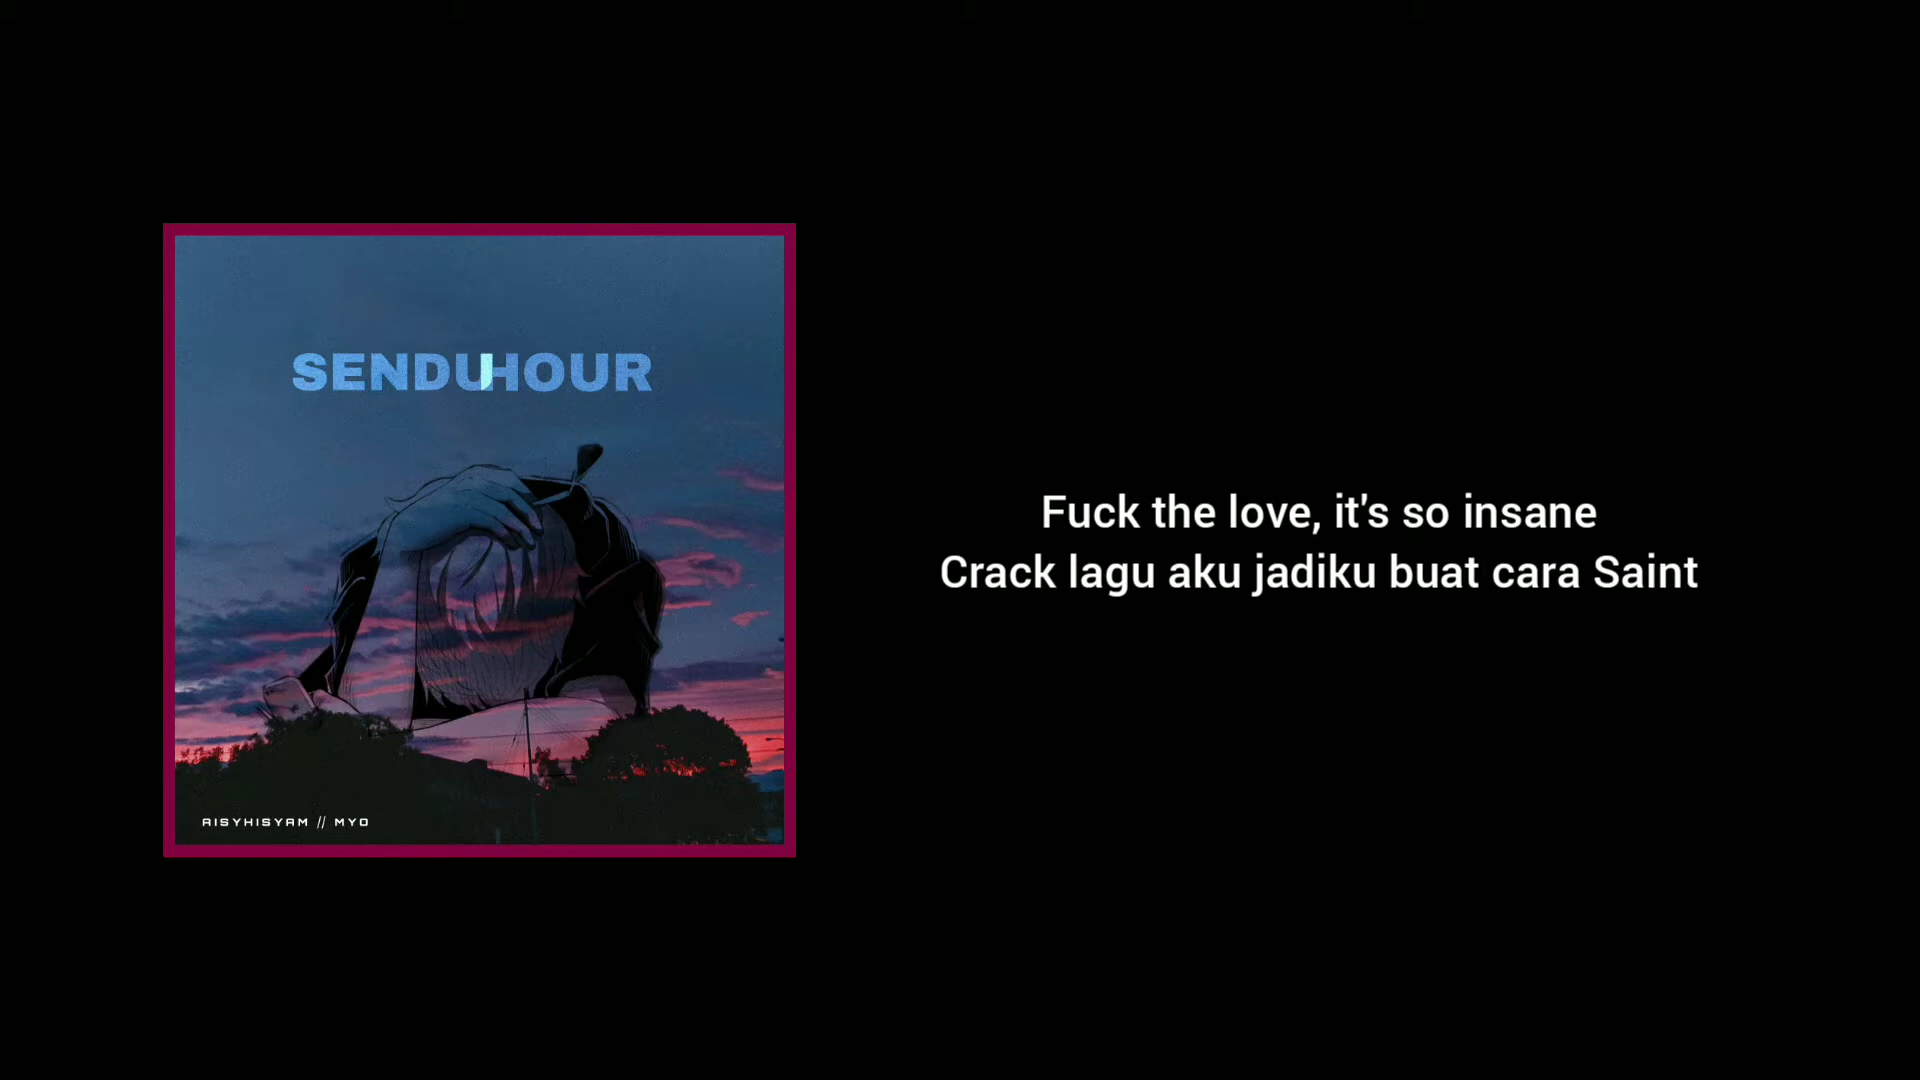 SENDUHOUR
AISYHISYAM // MYO
Fuck the love, it's so insane
Crack lagu aku jadiku buat cara Saint